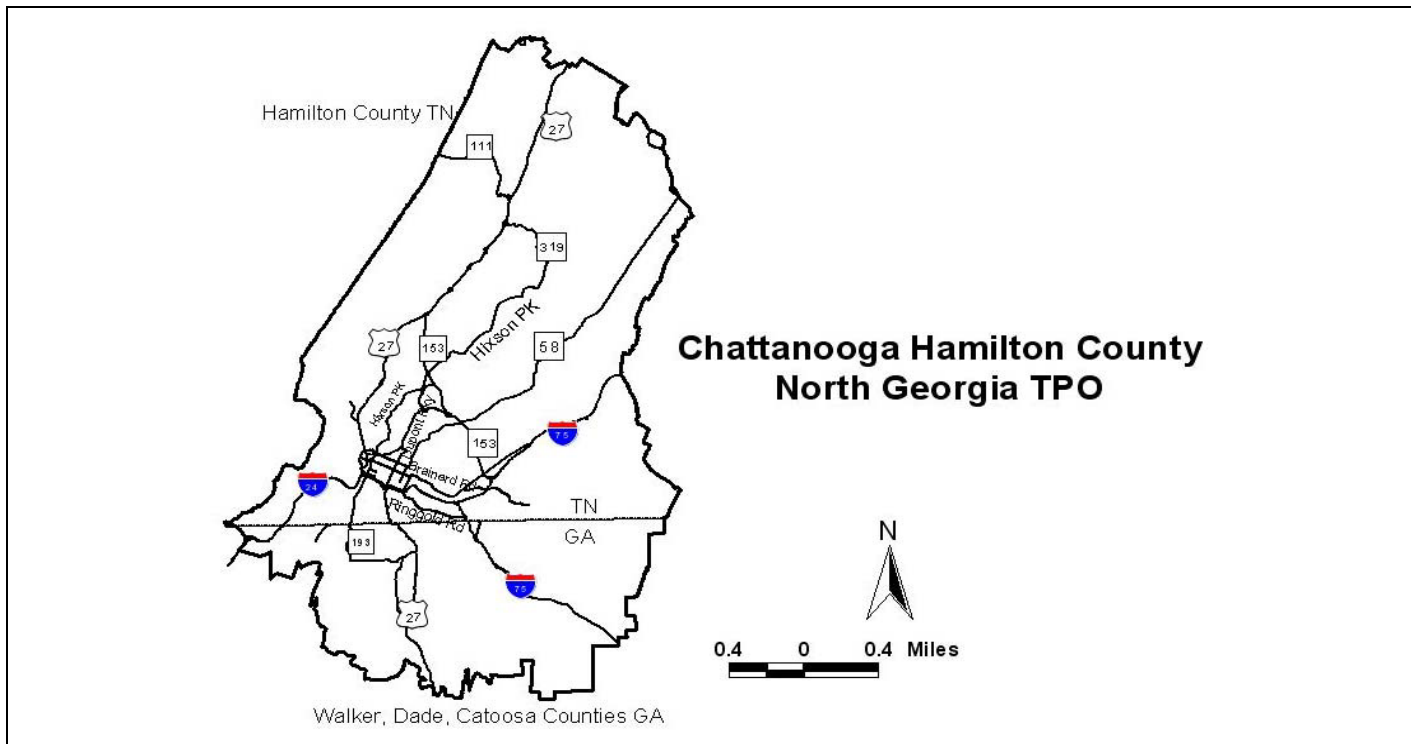 Hamilton County TN
27
111
319
Hixson PK
27
153
58
Chattanooga Hamilton County
North Georgia TPO
Hixson PK
Dupont Pky
153
75
Brainerd Rd
24
Ringgold Rd
TN
GA
193
75
27
N
0.4 0 0.4 Miles
Walker, Dade, Catoosa Counties GA